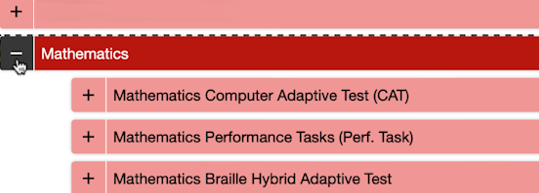 +
− Mathematics
+ Mathematics Computer Adaptive Test (CAT)
+ Mathematics Performance Tasks (Perf. Task)
+ Mathematics Braille Hybrid Adaptive Test